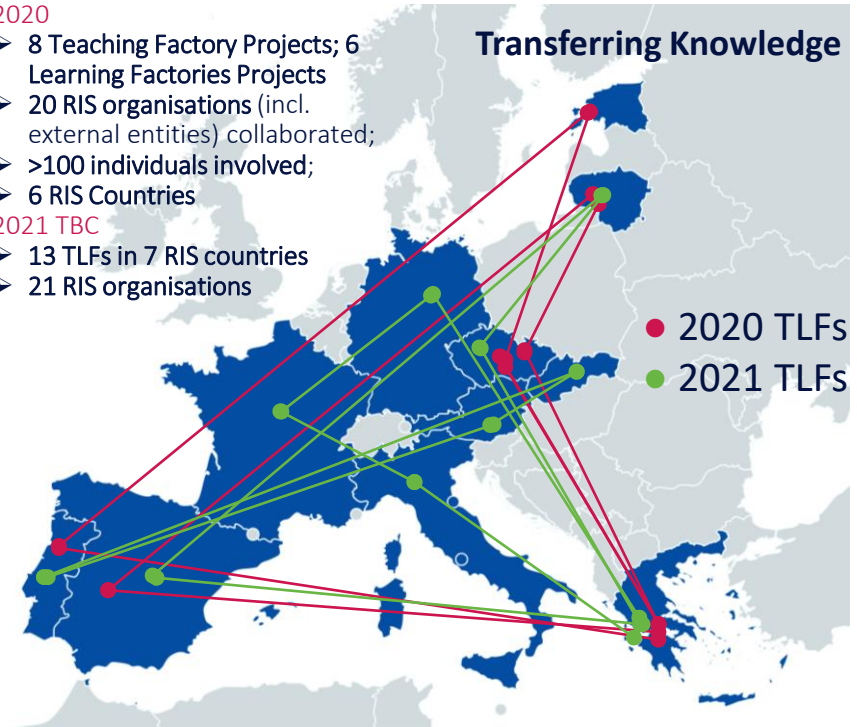 2020
➢ 8 Teaching Factory Projects; 6
Learning Factories Projects
➢ 20 RIS organisations (incl.
external entities) collaborated;
➢ >100 individuals involved;
➢ 6 RIS Countries
2021 TBC
➢ 13 TLFs in 7 RIS countries
➢ 21 RIS organisations
Transferring Knowledge
2020 TLFs
2021 TLFs